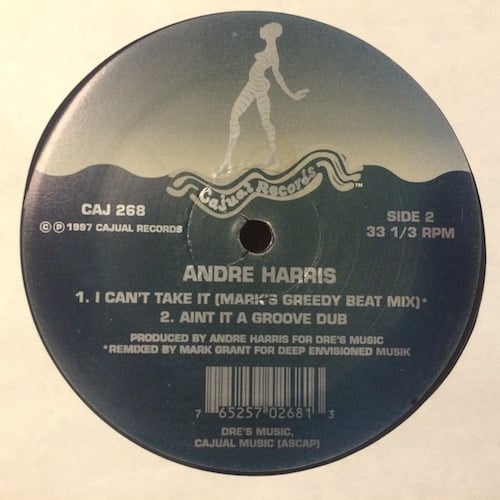 Cajual Records ™
CAJ 268
© ℗ 1997 CAJUAL RECORDS
SIDE 2
33 1/3 RPM
ANDRE HARRIS
1. I CAN'T TAKE IT (MARK'S GREEDY BEAT MIX)*
2. AINT IT A GROOVE DUB
PRODUCED BY ANDRE HARRIS FOR DRE'S MUSIC
*REMIXED BY MARK GRANT FOR DEEP ENVISIONED MUSIK
7 65257 02681 3
DRE'S MUSIC,
CAJUAL MUSIC (ASCAP)